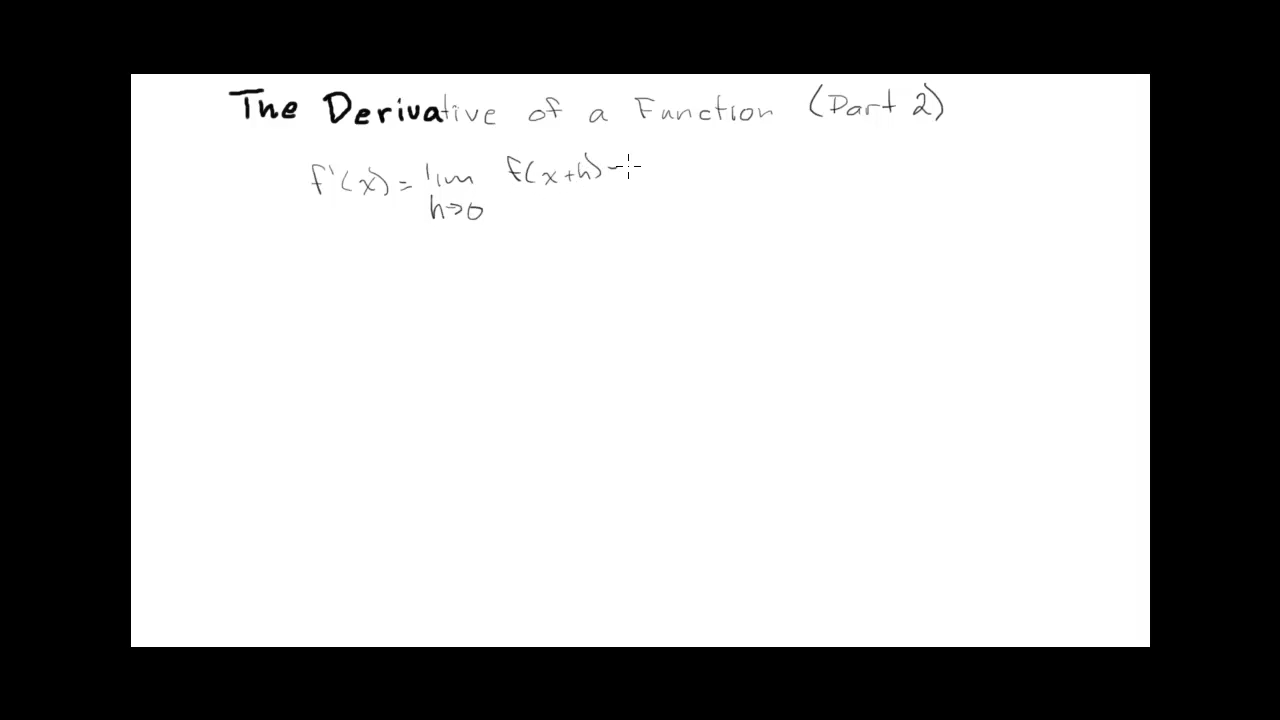 The Derivative of a Function (Part 2)
f'(x) = lim f(x+h) -
h→0